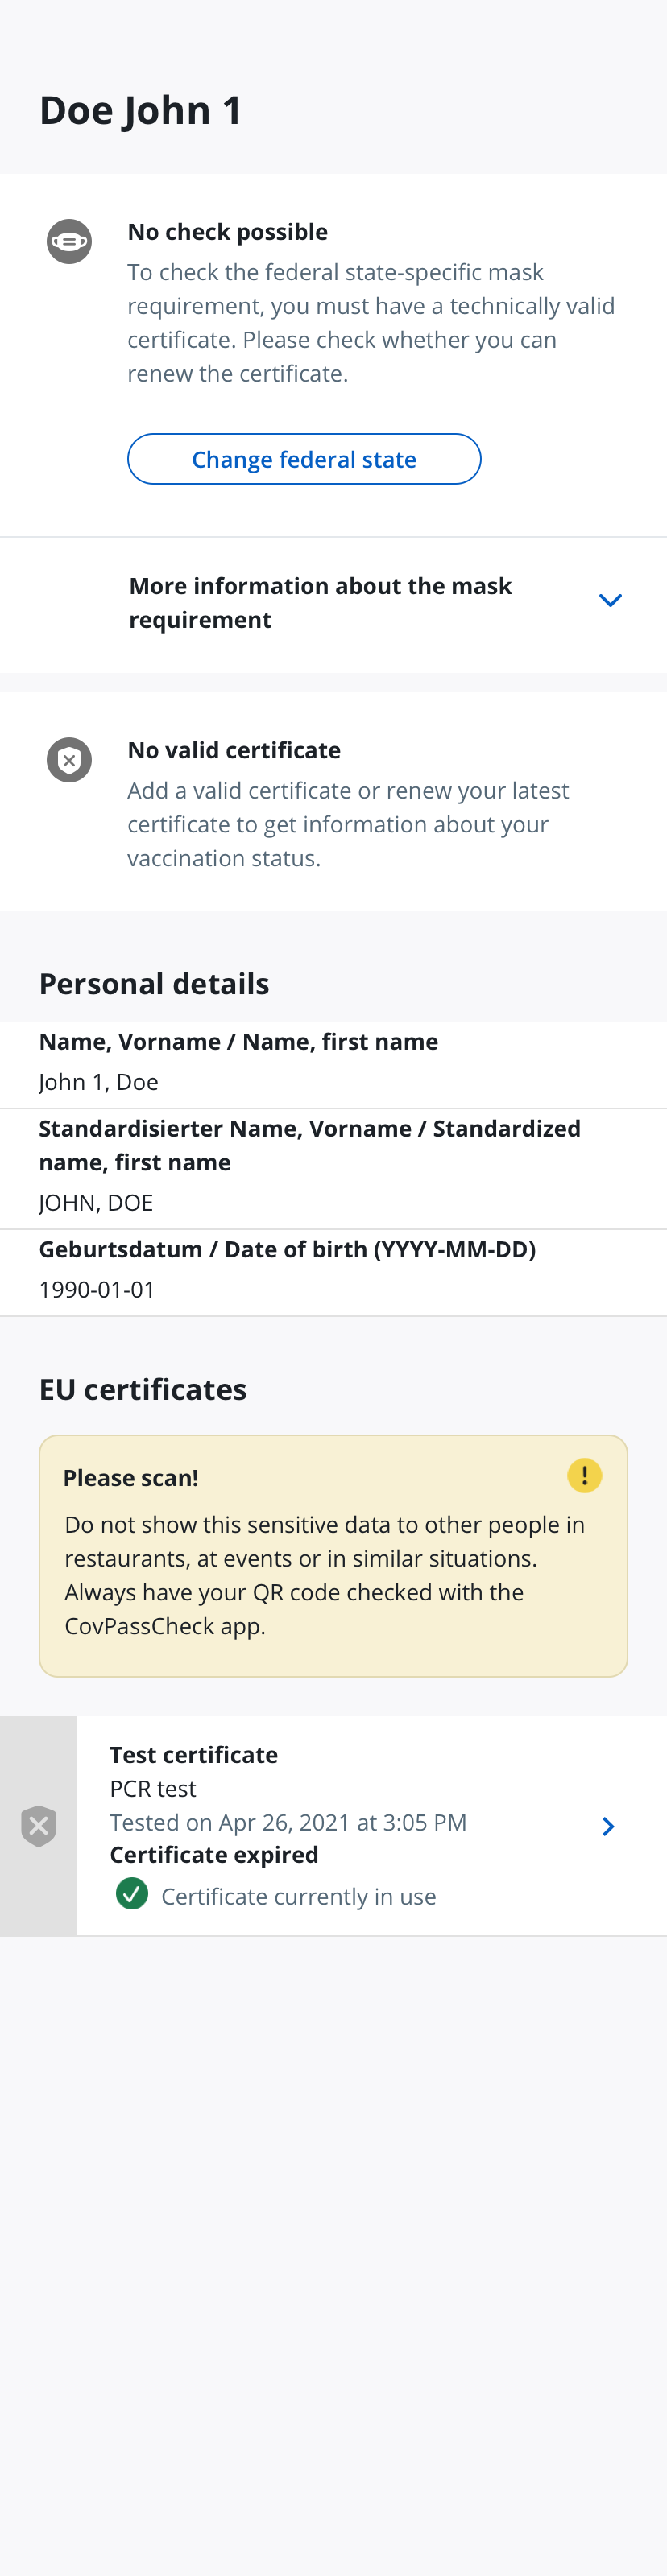 Doe John 1
No check possible
To check the federal state-specific mask
requirement, you must have a technically valid
certificate. Please check whether you can
renew the certificate.
Change federal state
More information about the mask
requirement
No valid certificate
Add a valid certificate or renew your latest
certificate to get information about your
vaccination status.
Personal details
Name, Vorname / Name, first name
John 1, Doe
Standardisierter Name, Vorname / Standardized
name, first name
JOHN, DOE
Geburtsdatum / Date of birth (YYYY-MM-DD)
1990-01-01
EU certificates
Please scan!
Do not show this sensitive data to other people in
restaurants, at events or in similar situations.
Always have your QR code checked with the
CovPassCheck app.
Test certificate
PCR test
Tested on Apr 26, 2021 at 3:05 PM
Certificate expired
Certificate currently in use